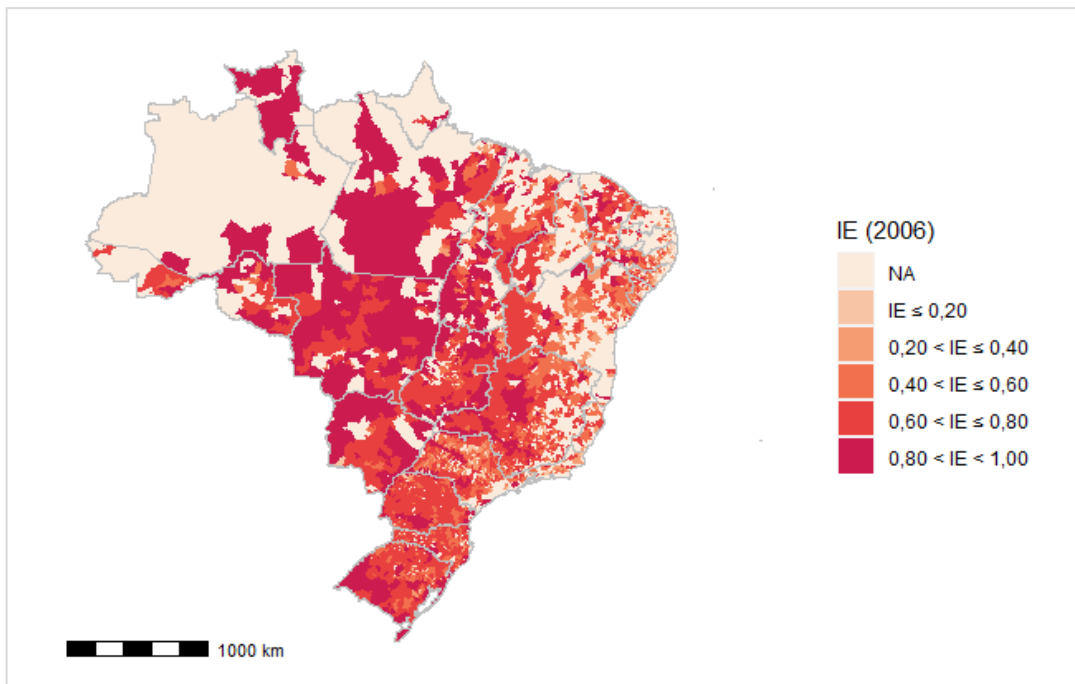 IE (2006)
NA
IE ≤ 0,20
0,20 < IE ≤ 0,40
0,40 < IE ≤ 0,60
0,60 < IE ≤ 0,80
0,80 < IE < 1,00
1000 km